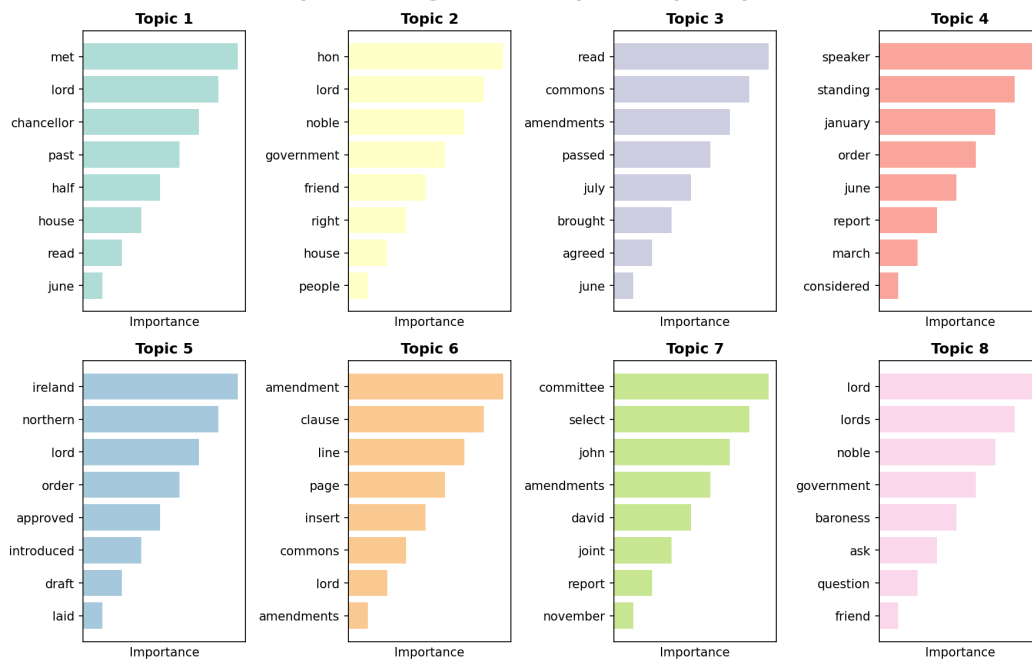 Topic 1
met
lord
chancellor
past
half
house
read
june
Importance
Topic 2
hon
lord
noble
government
friend
right
house
people
Importance
Topic 3
read
commons
amendments
passed
july
brought
agreed
june
Importance
Topic 4
speaker
standing
january
order
june
report
march
considered
Importance
Topic 5
ireland
northern
lord
order
approved
introduced
draft
laid
Importance
Topic 6
amendment
clause
line
page
insert
commons
lord
amendments
Importance
Topic 7
committee
select
john
amendments
david
joint
report
november
Importance
Topic 8
lord
lords
noble
government
baroness
ask
question
friend
Importance